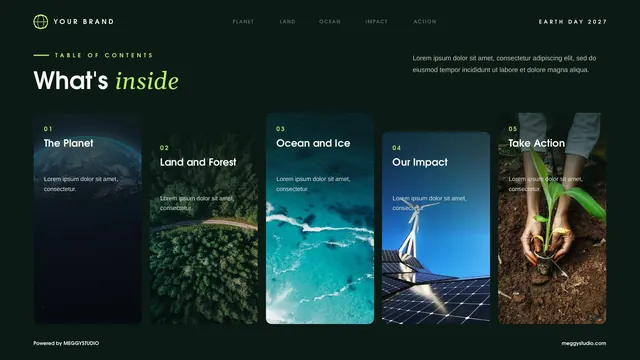 YOUR BRAND
PLANET
LAND
OCEAN
IMPACT
ACTION
EARTH DAY 2027
TABLE OF CONTENTS
What's inside
Lorem ipsum dolor sit amet, consectetur adipiscing elit, sed do
eiusmod tempor incididunt ut labore et dolore magna aliqua.
01
The Planet
Lorem ipsum dolor sit amet,
consectetur.
02
Land and Forest
Lorem ipsum dolor sit amet,
consectetur.
03
Ocean and Ice
Lorem ipsum dolor sit amet,
consectetur.
04
Our Impact
Lorem ipsum dolor sit amet,
consectetur.
05
Take Action
Lorem ipsum dolor sit amet,
consectetur.
Powered by MEGGYSTUDIO
meggystudio.com